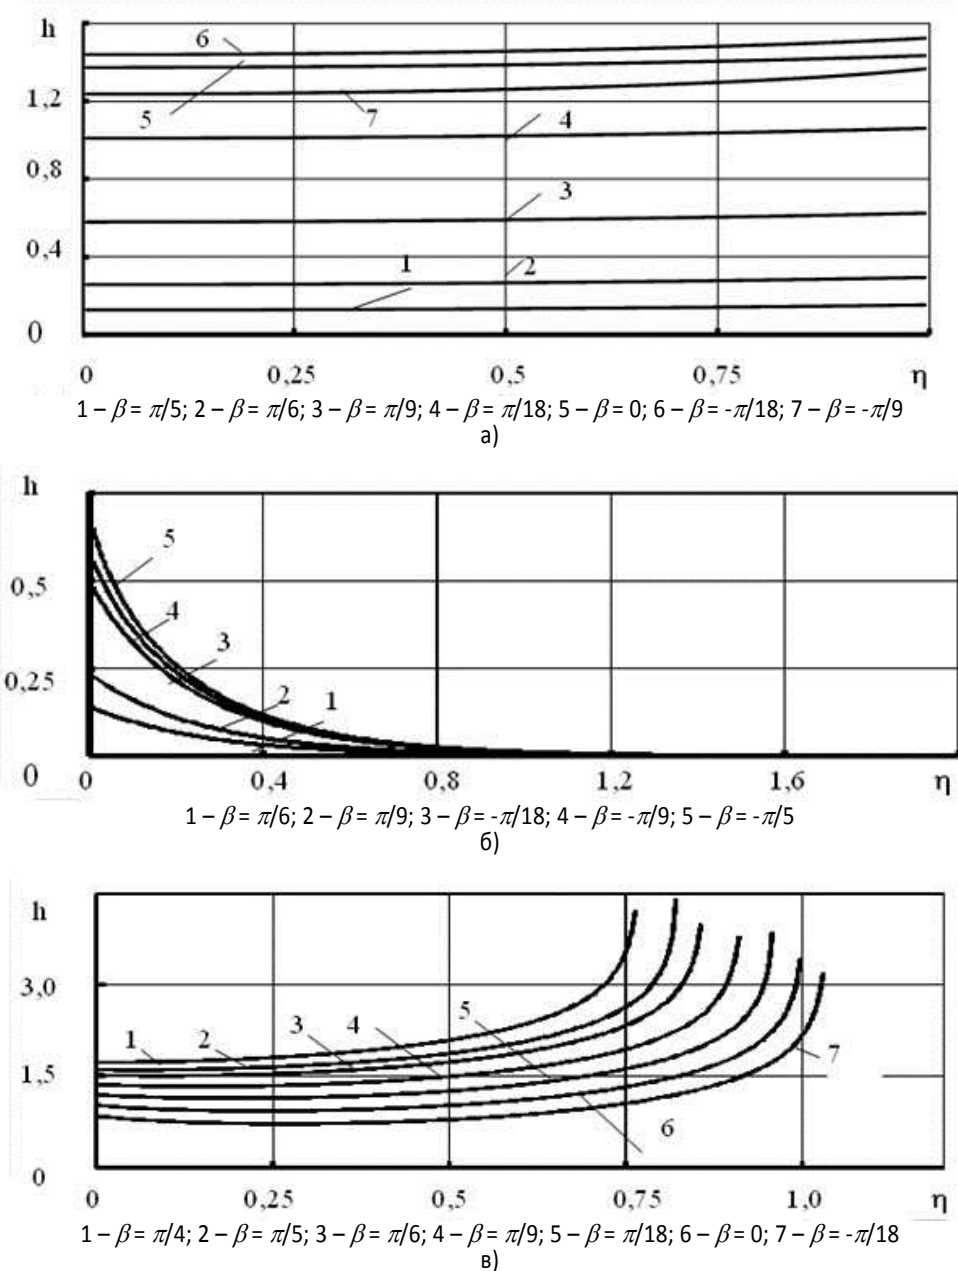 h
6
1,2
5
7
4
0,8
3
0,4
1
2
0
0 0,25 0,5 0,75 η
1 – β = π/5; 2 – β = π/6; 3 – β = π/9; 4 – β = π/18; 5 – β = 0; 6 – β = -π/18; 7 – β = -π/9
а)
h
5
0,5
4
3
0,25
2
1
0
0 0,4 0,8 1,2 1,6 η
1 – β = π/6; 2 – β = π/9; 3 – β = -π/18; 4 – β = -π/9; 5 – β = -π/5
б)
h
3,0
1 2 3 4 5
7
1,5
6
0
0 0,25 0,5 0,75 1,0 η
1 – β = π/4; 2 – β = π/5; 3 – β = π/6; 4 – β = π/9; 5 – β = π/18; 6 – β = 0; 7 – β = -π/18
в)